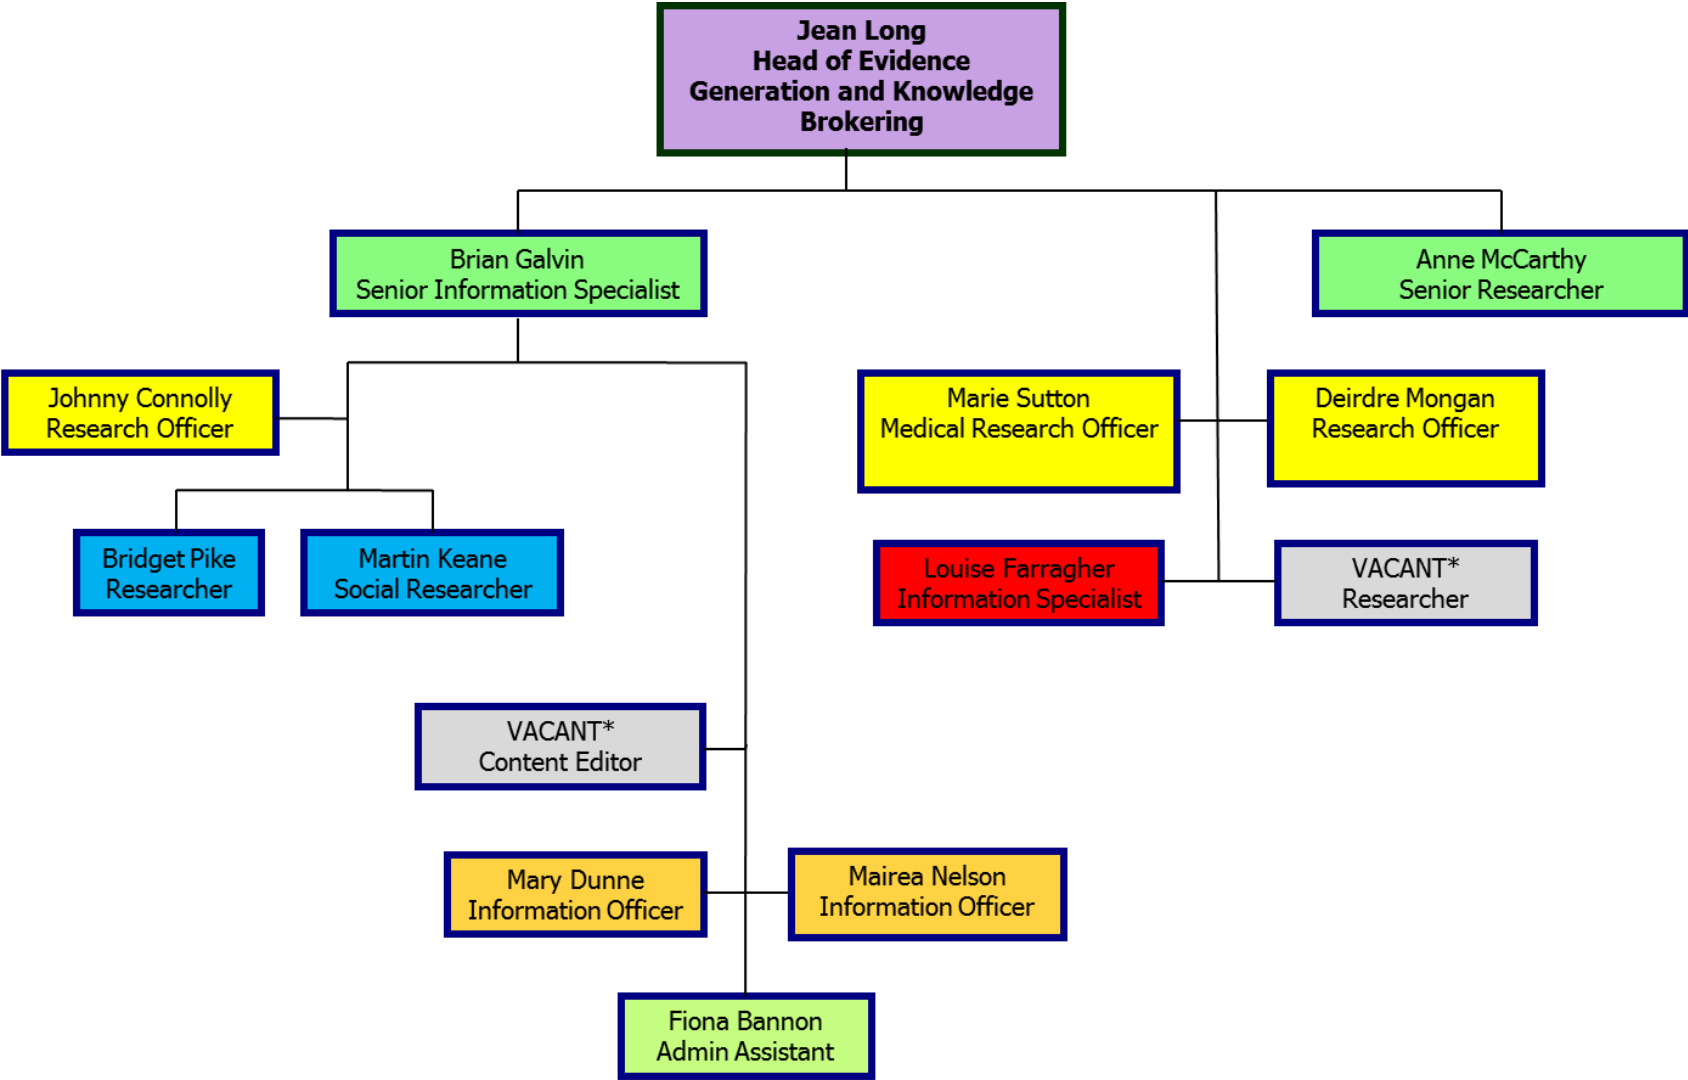 Jean Long
Head of Evidence
Generation and Knowledge
Brokering
Brian Galvin
Senior Information Specialist
Anne McCarthy
Senior Researcher
Johnny Connolly
Research Officer
Marie Sutton
Medical Research Officer
Deirdre Mongan
Research Officer
Bridget Pike
Researcher
Martin Keane
Social Researcher
Louise Farragher
Information Specialist
VACANT*
Researcher
VACANT*
Content Editor
Mary Dunne
Information Officer
Mairea Nelson
Information Officer
Fiona Bannon
Admin Assistant